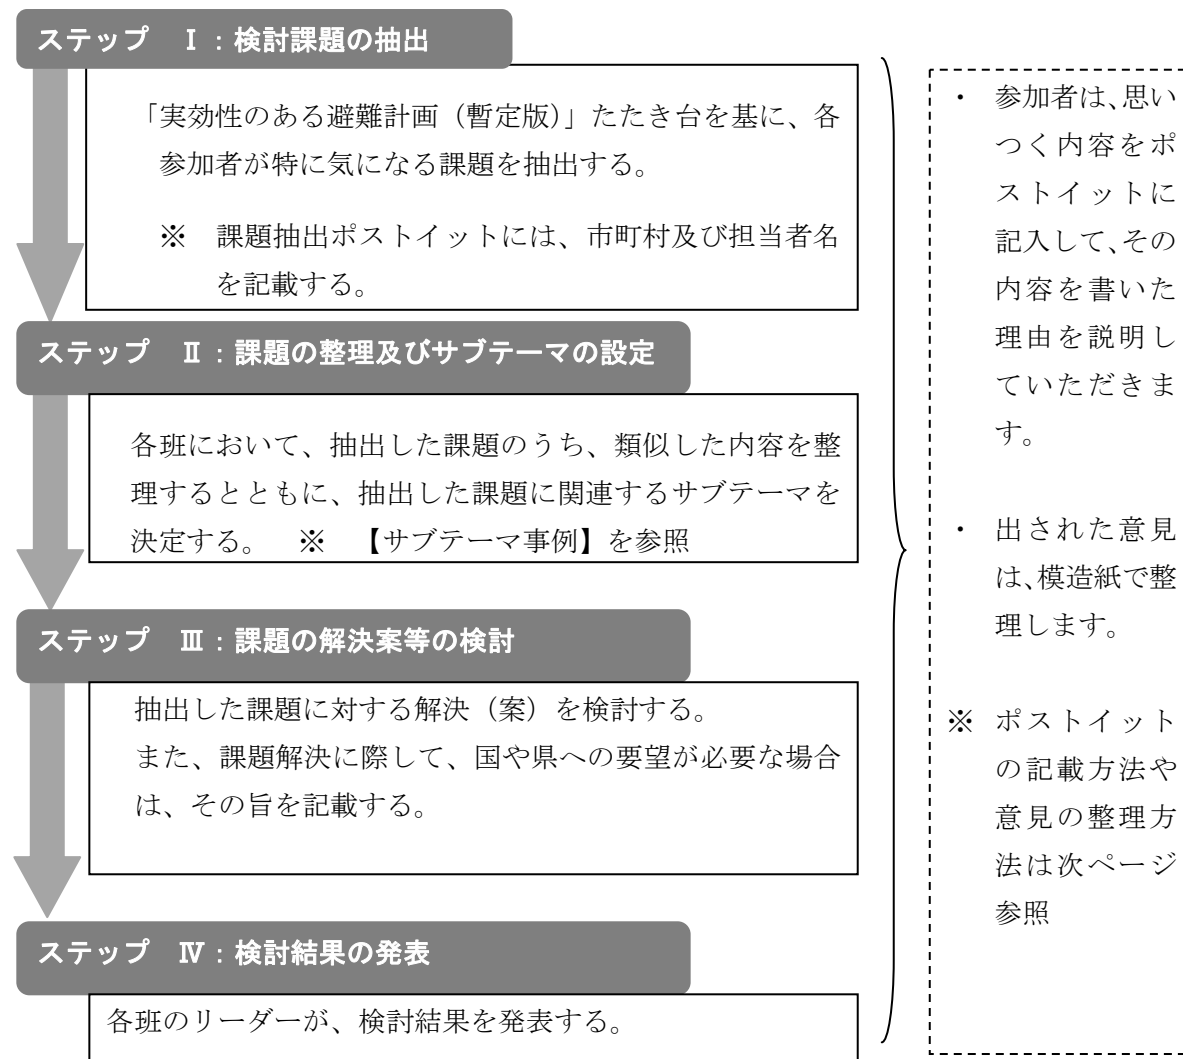 ステップ Ⅰ:検討課題の抽出
「実効性のある避難計画(暫定版)」たたき台を基に、各
参加者が特に気になる課題を抽出する。
※ 課題抽出ポストイットには、市町村及び担当者名
を記載する。
ステップ Ⅱ:課題の整理及びサブテーマの設定
各班において、抽出した課題のうち、類似した内容を整
理するとともに、抽出した課題に関連するサブテーマを
決定する。 ※ 【サブテーマ事例】を参照
ステップ Ⅲ:課題の解決案等の検討
抽出した課題に対する解決(案)を検討する。
また、課題解決に際して、国や県への要望が必要な場合
は、その旨を記載する。
ステップ Ⅳ:検討結果の発表
各班のリーダーが、検討結果を発表する。
・ 参加者は、思い
つく内容をポ
ストイットに
記入して、その
内容を書いた
理由を説明し
ていただきま
す。
・ 出された意見
は、模造紙で整
理します。
※ ポストイット
の記載方法や
意見の整理方
法は次ページ
参照